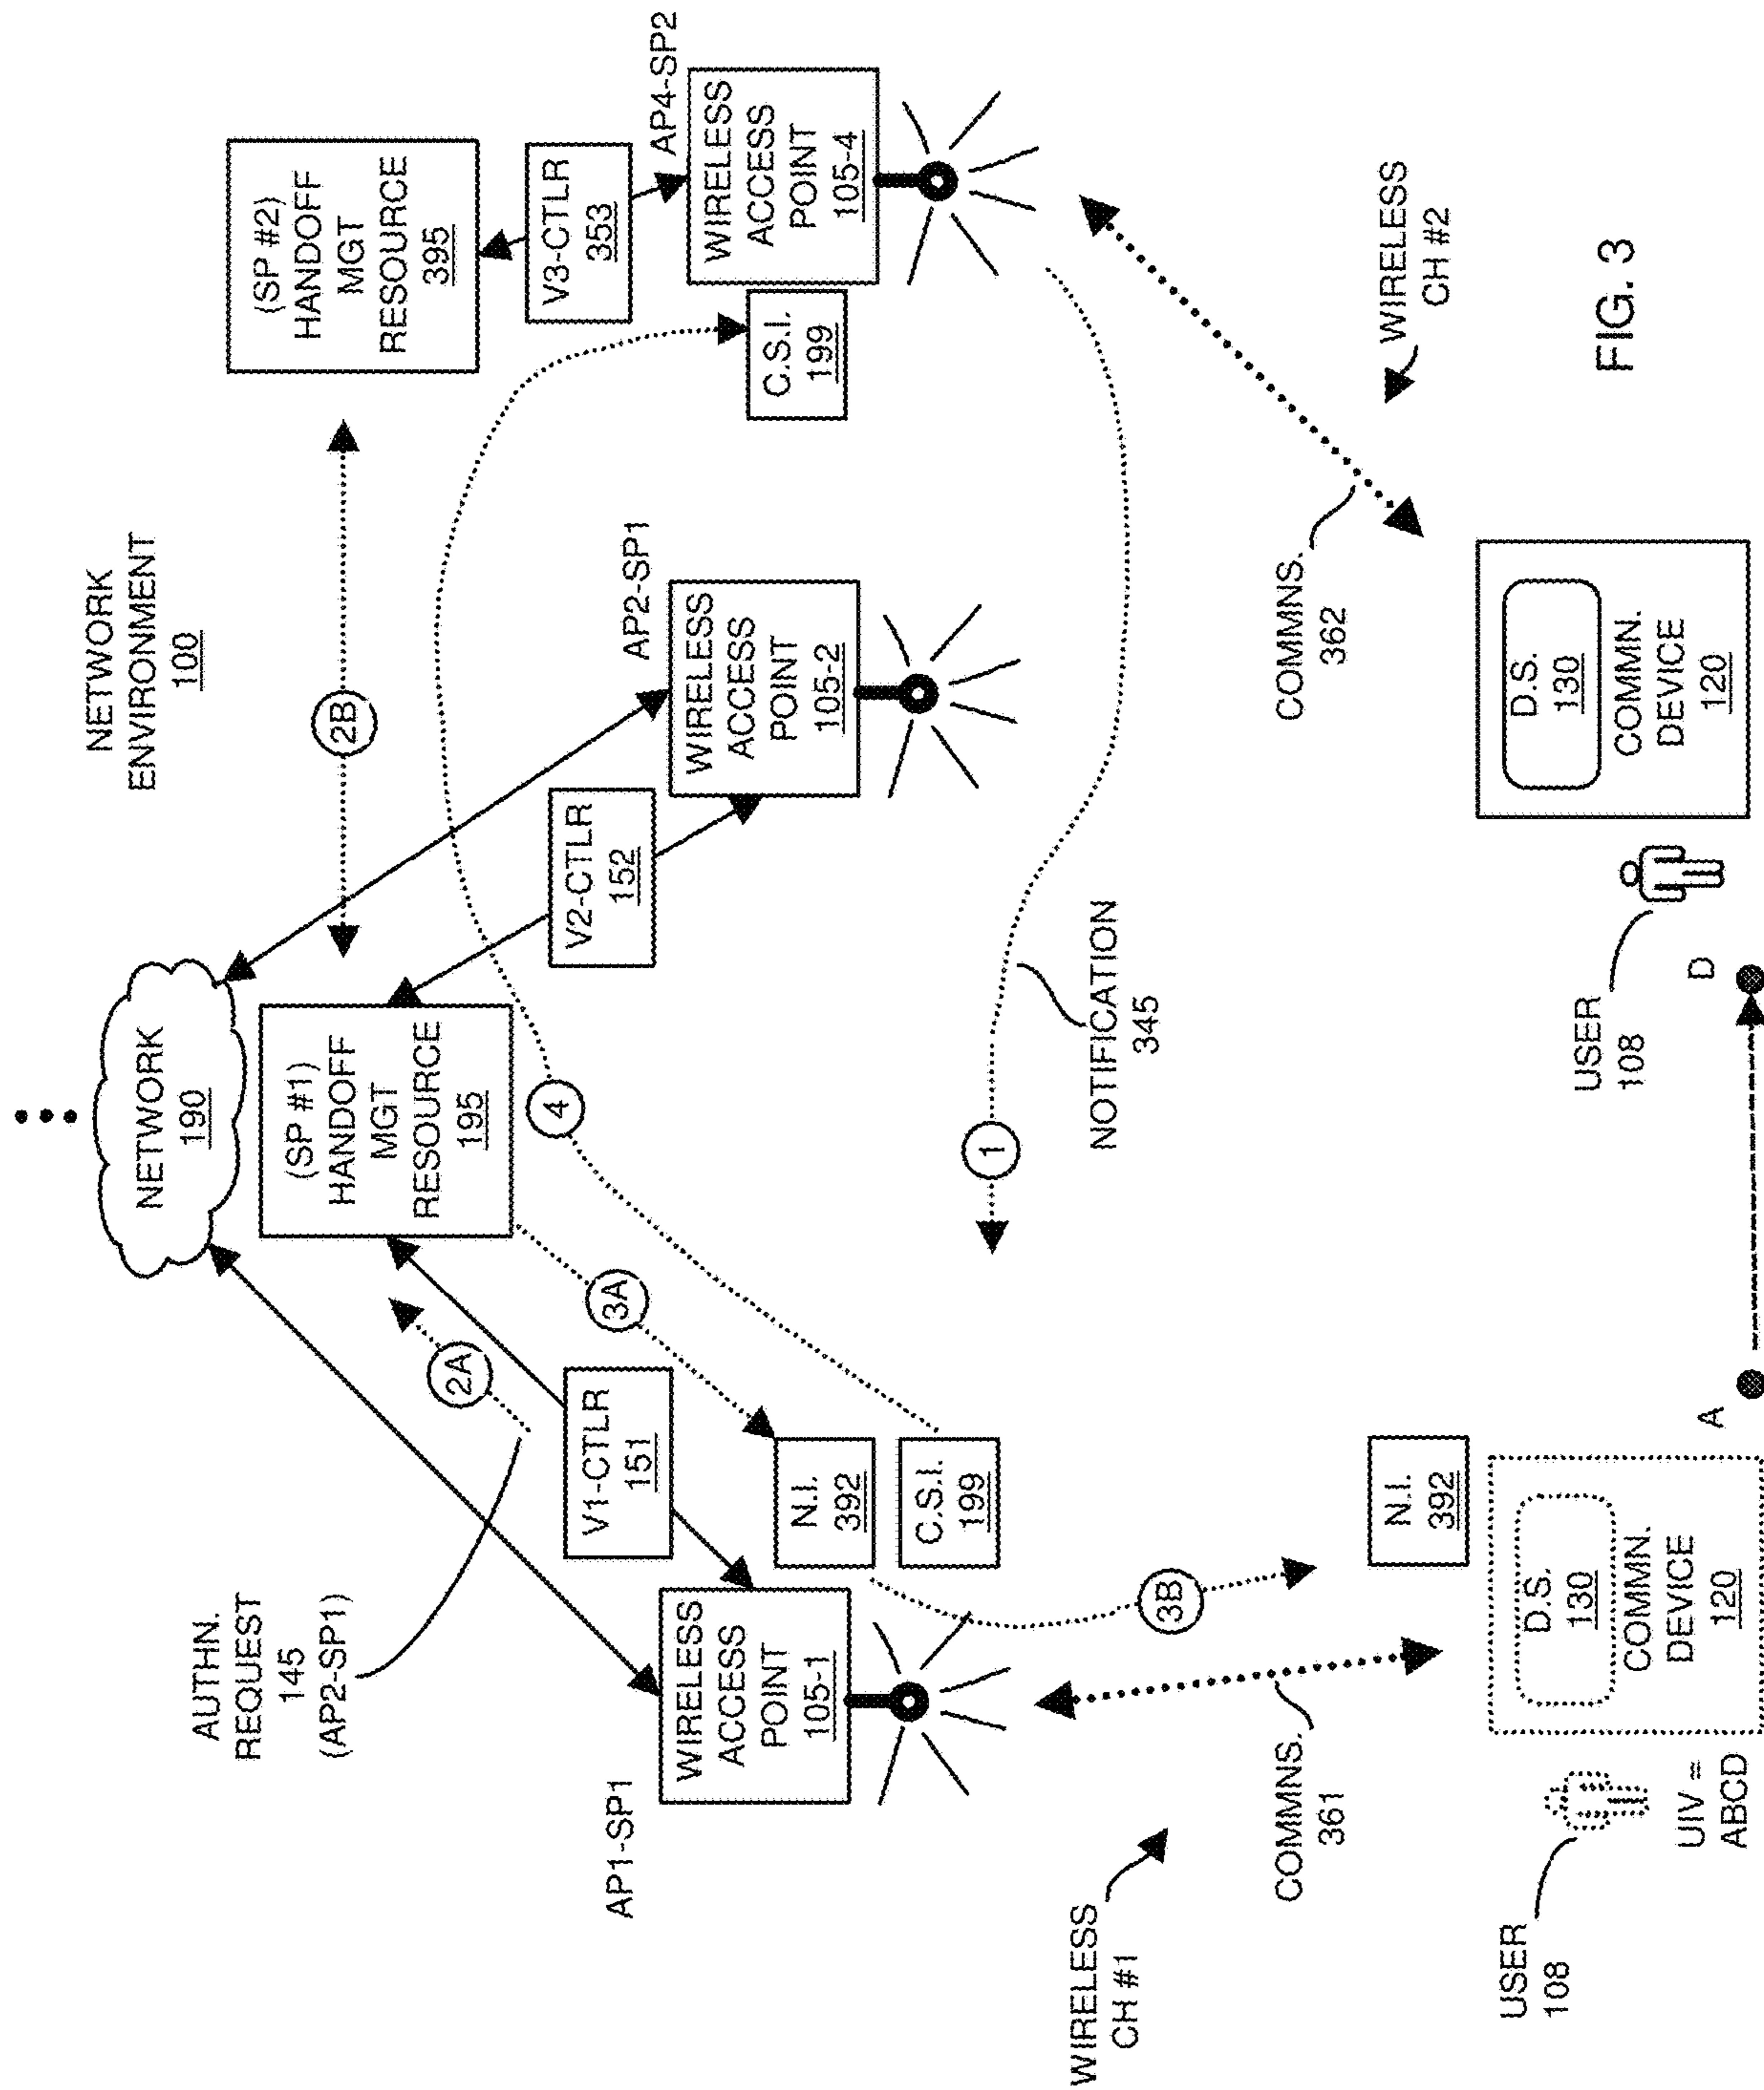 NETWORK
ENVIRONMENT
100
NETWORK
190
(SP #1)
HANDOFF
MGT
RESOURCE
195
(SP #2)
HANDOFF
MGT
RESOURCE
395
AUTHN.
REQUEST
145
(AP2-SP1)
2A
2B
3A
4
V1-CTLR
151
V2-CTLR
152
V3-CTLR
353
AP1-SP1
WIRELESS
ACCESS
POINT
105-1
AP2-SP1
WIRELESS
ACCESS
POINT
105-2
AP4-SP2
WIRELESS
ACCESS
POINT
105-4
N.I.
392
C.S.I.
199
C.S.I.
199
1
NOTIFICATION
345
3B
WIRELESS
CH #1
COMMNS.
361
COMMNS.
362
WIRELESS
CH #2
N.I.
392
USER
108
UIV =
ABCD
D.S.
130
COMMN.
DEVICE
120
A
D
USER
108
D.S.
130
COMMN.
DEVICE
120
FIG. 3